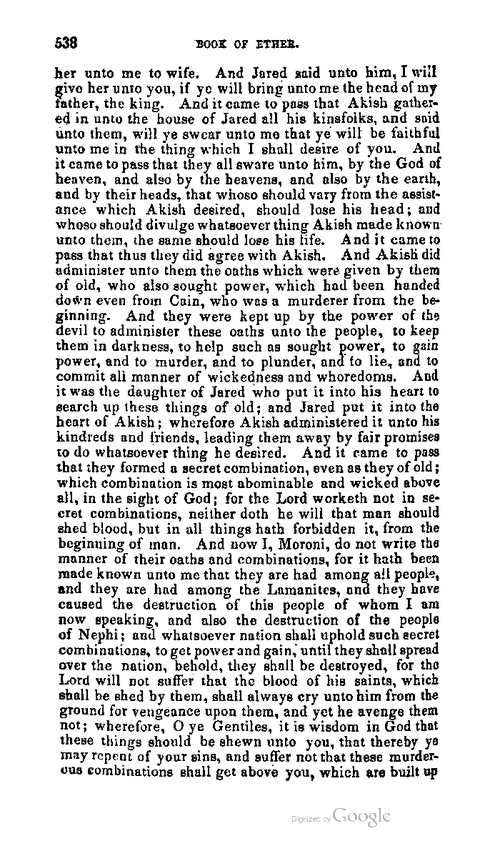 538 BOOK OF ETHER.
her unto me to wife. And Jared said unto him, I will
give her unto you, if ye will bring unto me the head of my
father, the king. And it came to pass that Akish gather-
ed in unto the house of Jared all his kinsfolks, and said
unto them, will ye swear unto me that ye will be faithful
unto me in the thing which I shall desire of you. And
it came to pass that they all sware unto him, by the God of
heaven, and also by the heavens, and also by the earth,
and by their heads, that whoso should vary from the assist-
ance which Akish desired, should lose his head; and
whoso should divulge whatsoever thing Akish made known
unto them, the same should lose his life. And it came to
pass that thus they did agree with Akish. And Akish did
administer unto them the oaths which were given by them
of old, who also sought power, which had been handed
down even from Cain, who was a murderer from the be-
ginning. And they were kept up by the power of the
devil to administer these oaths unto the people, to keep
them in darkness, to help such as sought power, to gain
power, and to murder, and to plunder, and to lie, and to
commit all manner of wickedness and whoredoms. And
it was the daughter of Jared who put it into his heart to
search up these things of old; and Jared put it into the
heart of Akish; wherefore Akish administered it unto his
kindreds and friends, leading them away by fair promises
to do whatsoever thing he desired. And it came to pass
that they formed a secret combination, even as they of old;
which combination is most abominable and wicked above
all, in the sight of God; for the Lord worketh not in se-
cret combinations, neither doth he will that man should
shed blood, but in all things hath forbidden it, from the
beginning of man. And now I, Moroni, do not write the
manner of their oaths and combinations, for it hath been
made known unto me that they are had among all people,
and they are had among the Lamanites, and they have
caused the destruction of this people of whom I am
now speaking, and also the destruction of the people
of Nephi; and whatsoever nation shall uphold such secret
combinations, to get power and gain, until they shall spread
over the nation, behold, they shall be destroyed, for the
Lord will not suffer that the blood of his saints, which
shall be shed by them, shall always cry unto him from the
ground for vengeance upon them, and yet he avenge them
not; wherefore, O ye Gentiles, it is wisdom in God that
these things should be shewn unto you, that thereby ye
may repent of your sins, and suffer not that these murder-
ous combinations shall get above you, which are built up
Digitized by Google